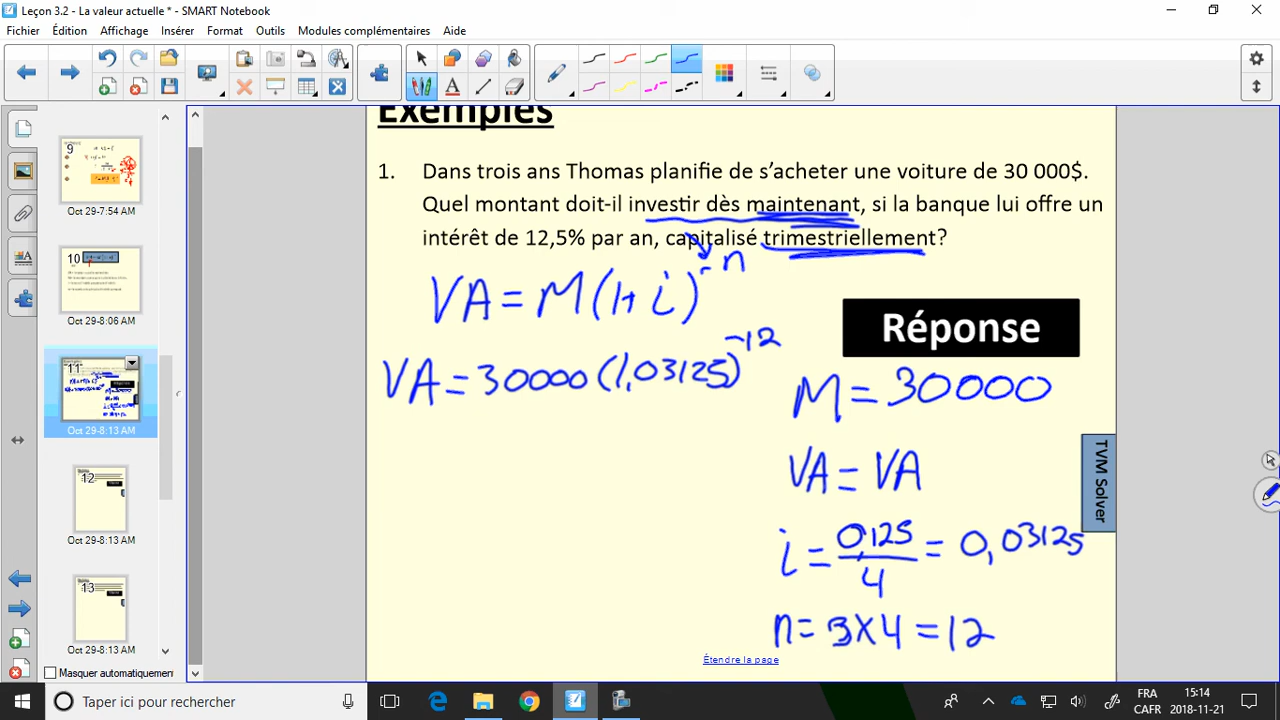 Leçon 3.2 - La valeur actuelle * - SMART Notebook
Fichier Édition Affichage Insérer Format Outils Modules complémentaires Aide
Exemples
1. Dans trois ans Thomas planifie de s’acheter une voiture de 30 000$.
Quel montant doit-il investir dès maintenant, si la banque lui offre un
intérêt de 12,5% par an, capitalisé trimestriellement?
VA = M(1+i)^-n
Réponse
VA = 30000 (1,03125)^-12
M = 30000
VA = VA
i = 0,125/4 = 0,03125
n = 3x4 = 12
TVM Solver
Étendre la page
9
Oct 29-7:54 AM
10
Oct 29-8:06 AM
11
Oct 29-8:13 AM
12
Oct 29-8:13 AM
13
Oct 29-8:13 AM
Masquer automatiquement
Taper ici pour rechercher
FRA
CAFR
15:14
2018-11-21